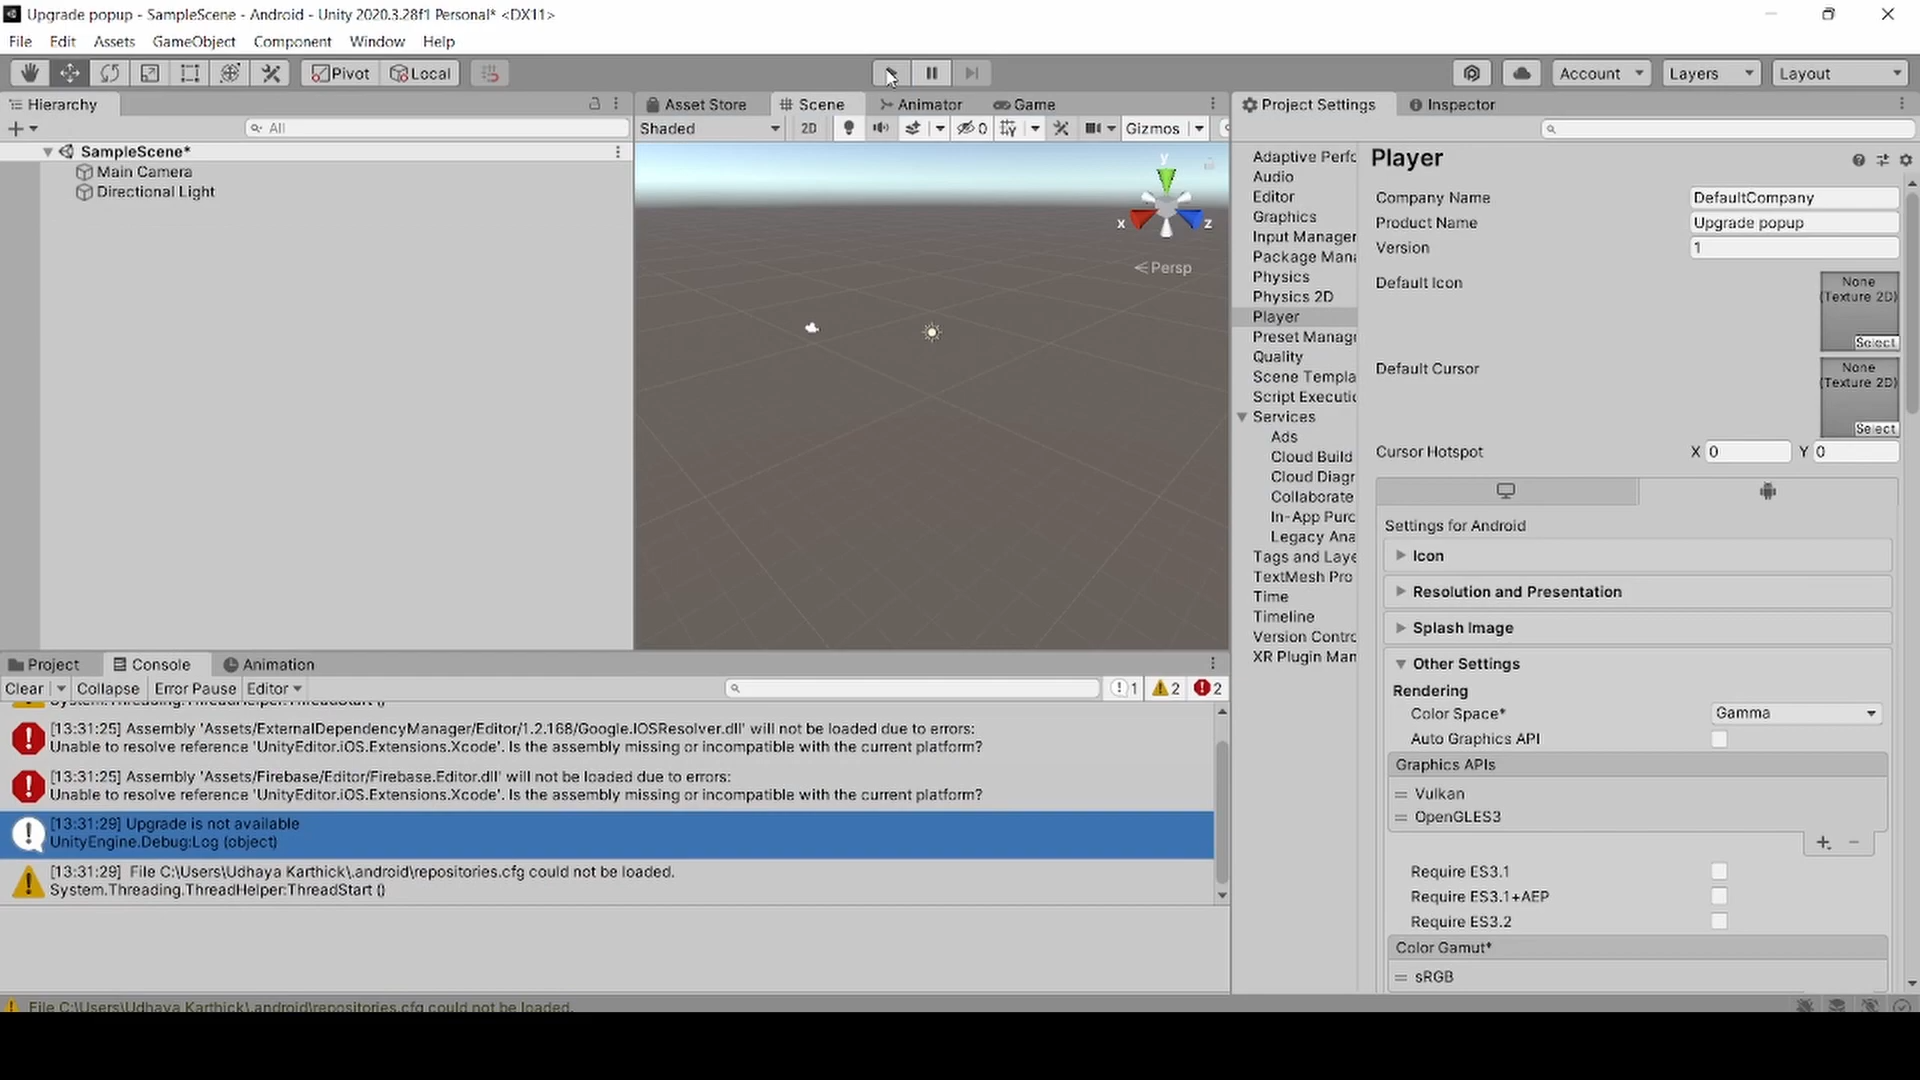 Upgrade popup - SampleScene - Android - Unity 2020.3.28f1 Personal* <DX11>
File Edit Assets GameObject Component Window Help
Pivot Local Account Layers Layout
Hierarchy
All
SampleScene*
Main Camera
Directional Light
Asset Store Scene Animator Game
Shaded 2D 0 Gizmos
y
x z
Persp
Project Settings Inspector
Adaptive Perfo
Audio
Editor
Graphics
Input Manager
Package Mana
Physics
Physics 2D
Player
Preset Manag
Quality
Scene Templa
Script Executi
Services
Ads
Cloud Build
Cloud Diagr
Collaborate
In-App Purc
Legacy Ana
Tags and Laye
TextMesh Pro
Time
Timeline
Version Contro
XR Plugin Man
Player
Company Name DefaultCompany
Product Name Upgrade popup
Version 1
Default Icon
None
(Texture 2D)
Select
Default Cursor
None
(Texture 2D)
Select
Cursor Hotspot X 0 Y 0
Settings for Android
Icon
Resolution and Presentation
Splash Image
Other Settings
Rendering
Color Space* Gamma
Auto Graphics API
Graphics APIs
Vulkan
OpenGLES3
Require ES3.1
Require ES3.1+AEP
Require ES3.2
Color Gamut*
sRGB
Project Console Animation
Clear Collapse Error Pause Editor 1 2 2
System.Threading.ThreadHelper:ThreadStart ()
[13:31:25] Assembly 'Assets/ExternalDependencyManager/Editor/1.2.168/Google.IOSResolver.dll' will not be loaded due to errors:
Unable to resolve reference 'UnityEditor.iOS.Extensions.Xcode'. Is the assembly missing or incompatible with the current platform?
[13:31:25] Assembly 'Assets/Firebase/Editor/Firebase.Editor.dll' will not be loaded due to errors:
Unable to resolve reference 'UnityEditor.iOS.Extensions.Xcode'. Is the assembly missing or incompatible with the current platform?
[13:31:29] Upgrade is not available
UnityEngine.Debug:Log (object)
[13:31:29] File C:\Users\Udhaya Karthick\.android\repositories.cfg could not be loaded.
System.Threading.ThreadHelper:ThreadStart ()
File C:\Users\Udhaya Karthick\.android\repositories.cfg could not be loaded.